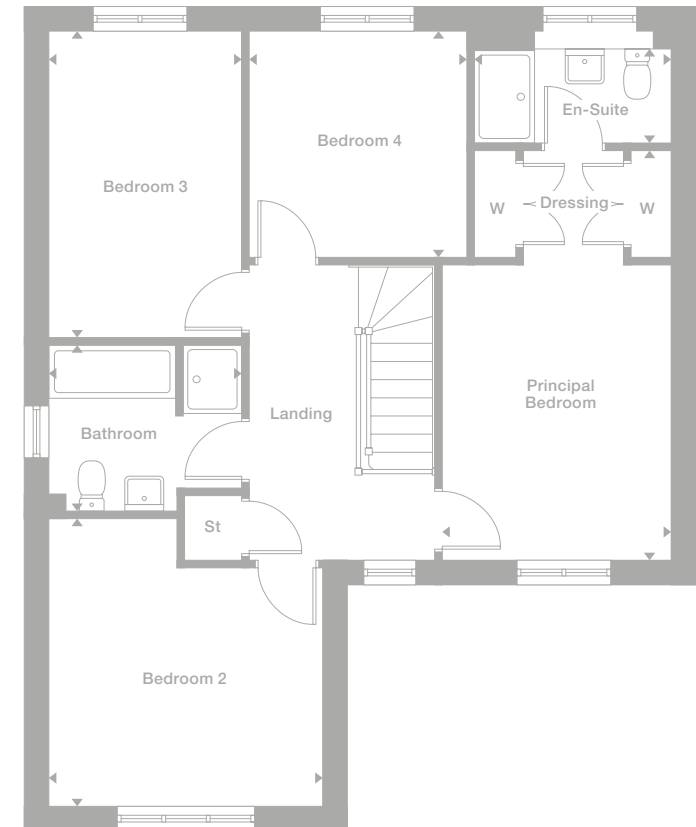 En-Suite
Bedroom 4
Bedroom 3
W
Dressing
W
Principal
Bedroom
Landing
Bathroom
St
Bedroom 2